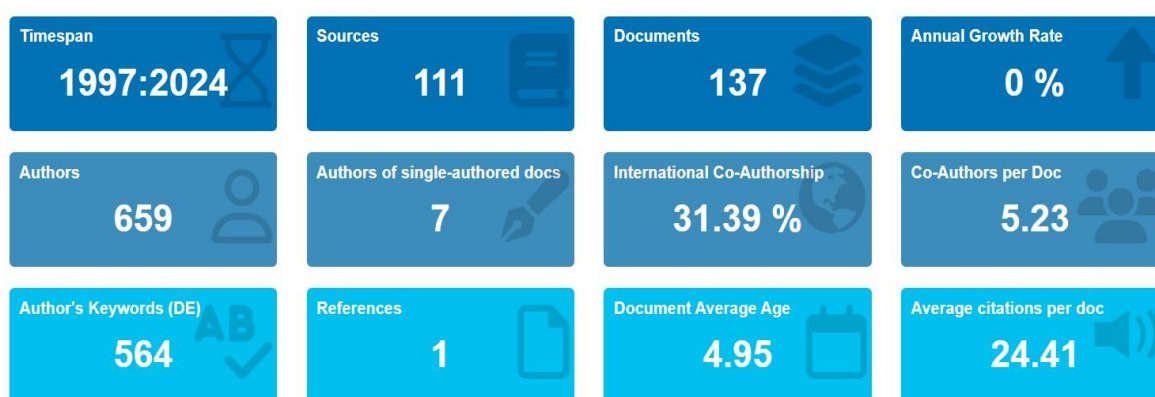 Timespan
1997:2024
Sources
111
Documents
137
Annual Growth Rate
0 %
Authors
659
Authors of single-authored docs
7
International Co-Authorship
31.39 %
Co-Authors per Doc
5.23
Author's Keywords (DE)
AB
564
References
1
Document Average Age
4.95
Average citations per doc
24.41